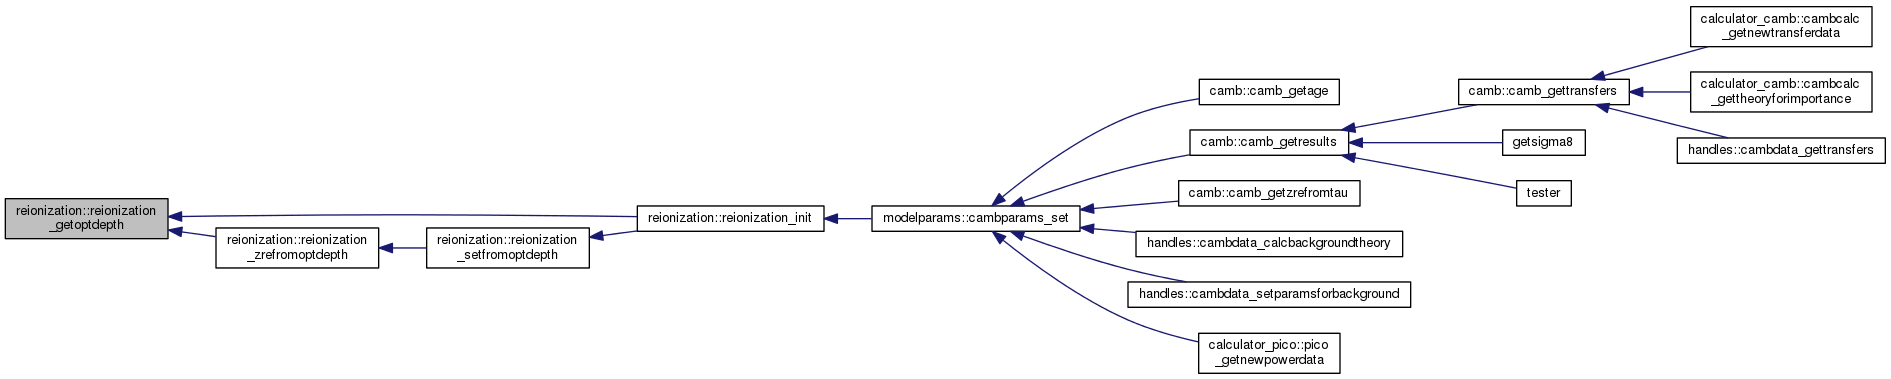 reionization::reionization
_getoptdepth
reionization::reionization
_zrefromoptdepth
reionization::reionization
_setfromoptdepth
reionization::reionization_init
modelparams::cambparams_set
camb::camb_getage
camb::camb_getresults
camb::camb_getzrefromtau
handles::cambdata_calcbackgroundtheory
handles::cambdata_setparamsforbackground
calculator_pico::pico
_getnewpowerdata
camb::camb_gettransfers
getsigma8
tester
calculator_camb::cambcalc
_getnewtransferdata
calculator_camb::cambcalc
_gettheoryforimportance
handles::cambdata_gettransfers